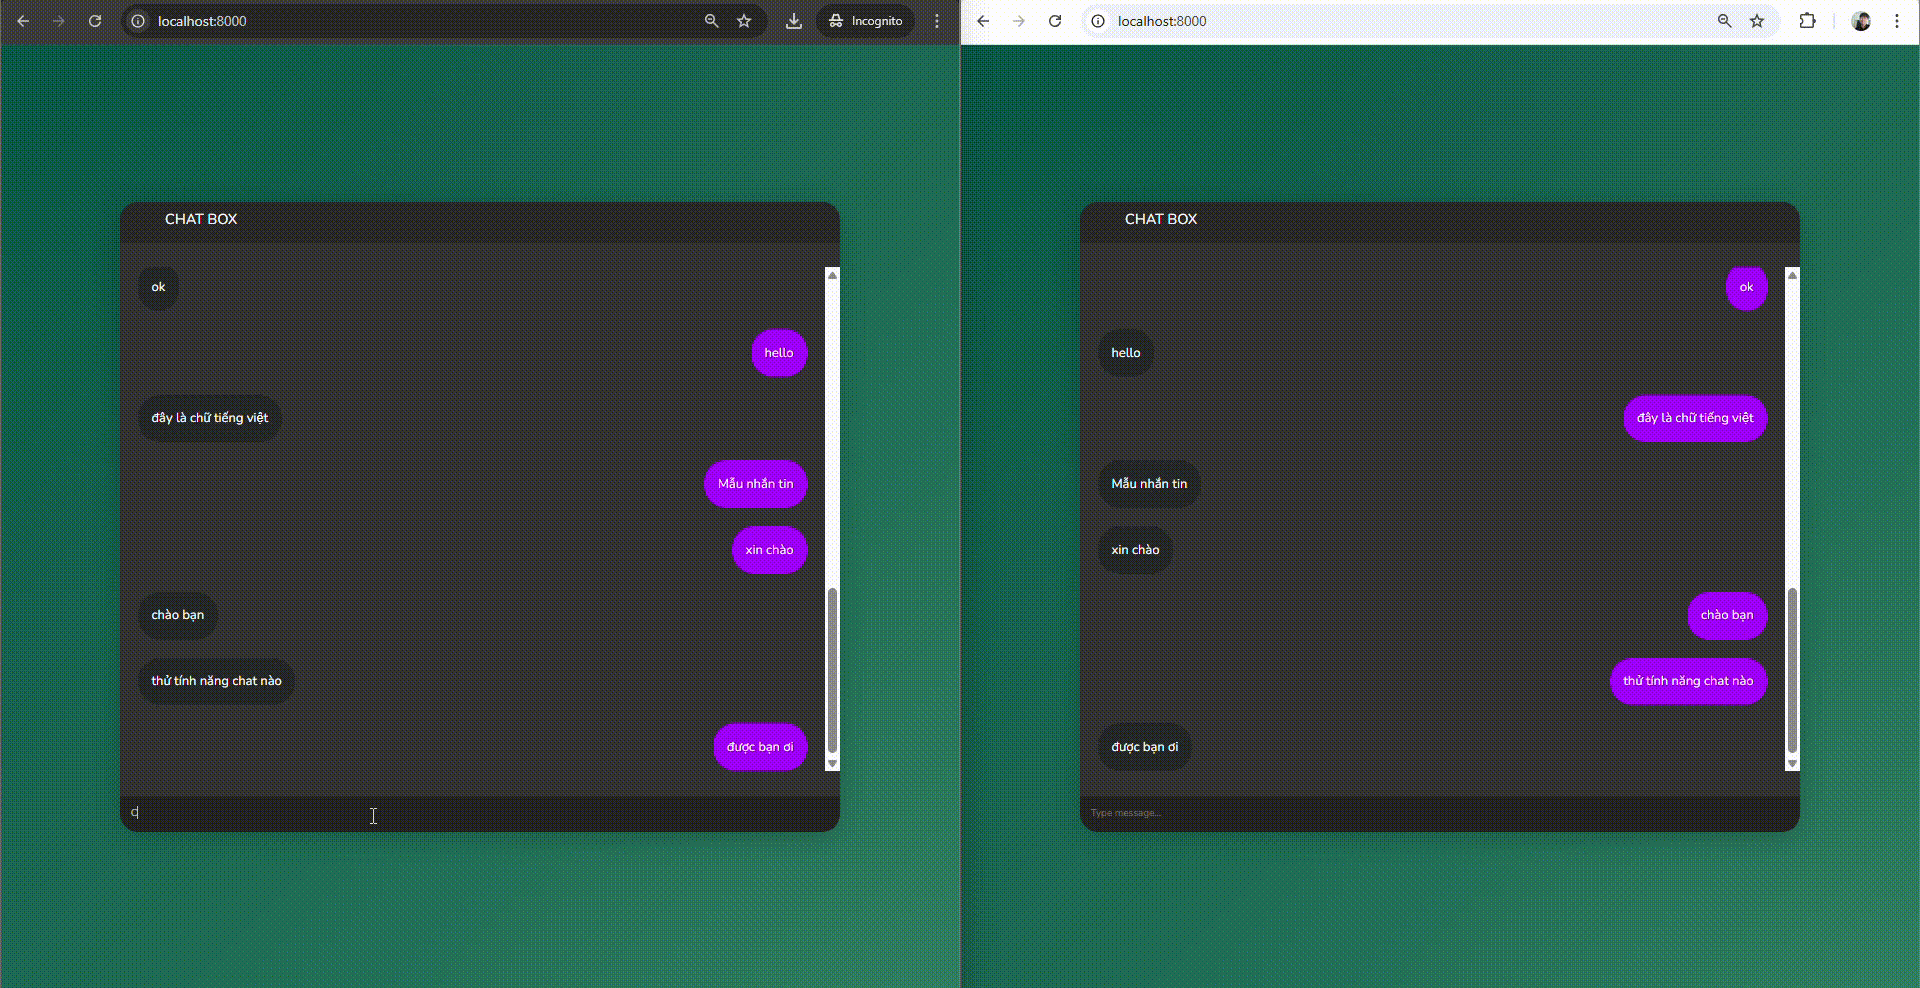 localhost:8000
Incognito
CHAT BOX
ok
hello
đây là chữ tiếng việt
Mẫu nhắn tin
xin chào
chào bạn
thử tính năng chat nào
được bạn ơi
c
localhost:8000
CHAT BOX
ok
hello
đây là chữ tiếng việt
Mẫu nhắn tin
xin chào
chào bạn
thử tính năng chat nào
được bạn ơi
Type message...